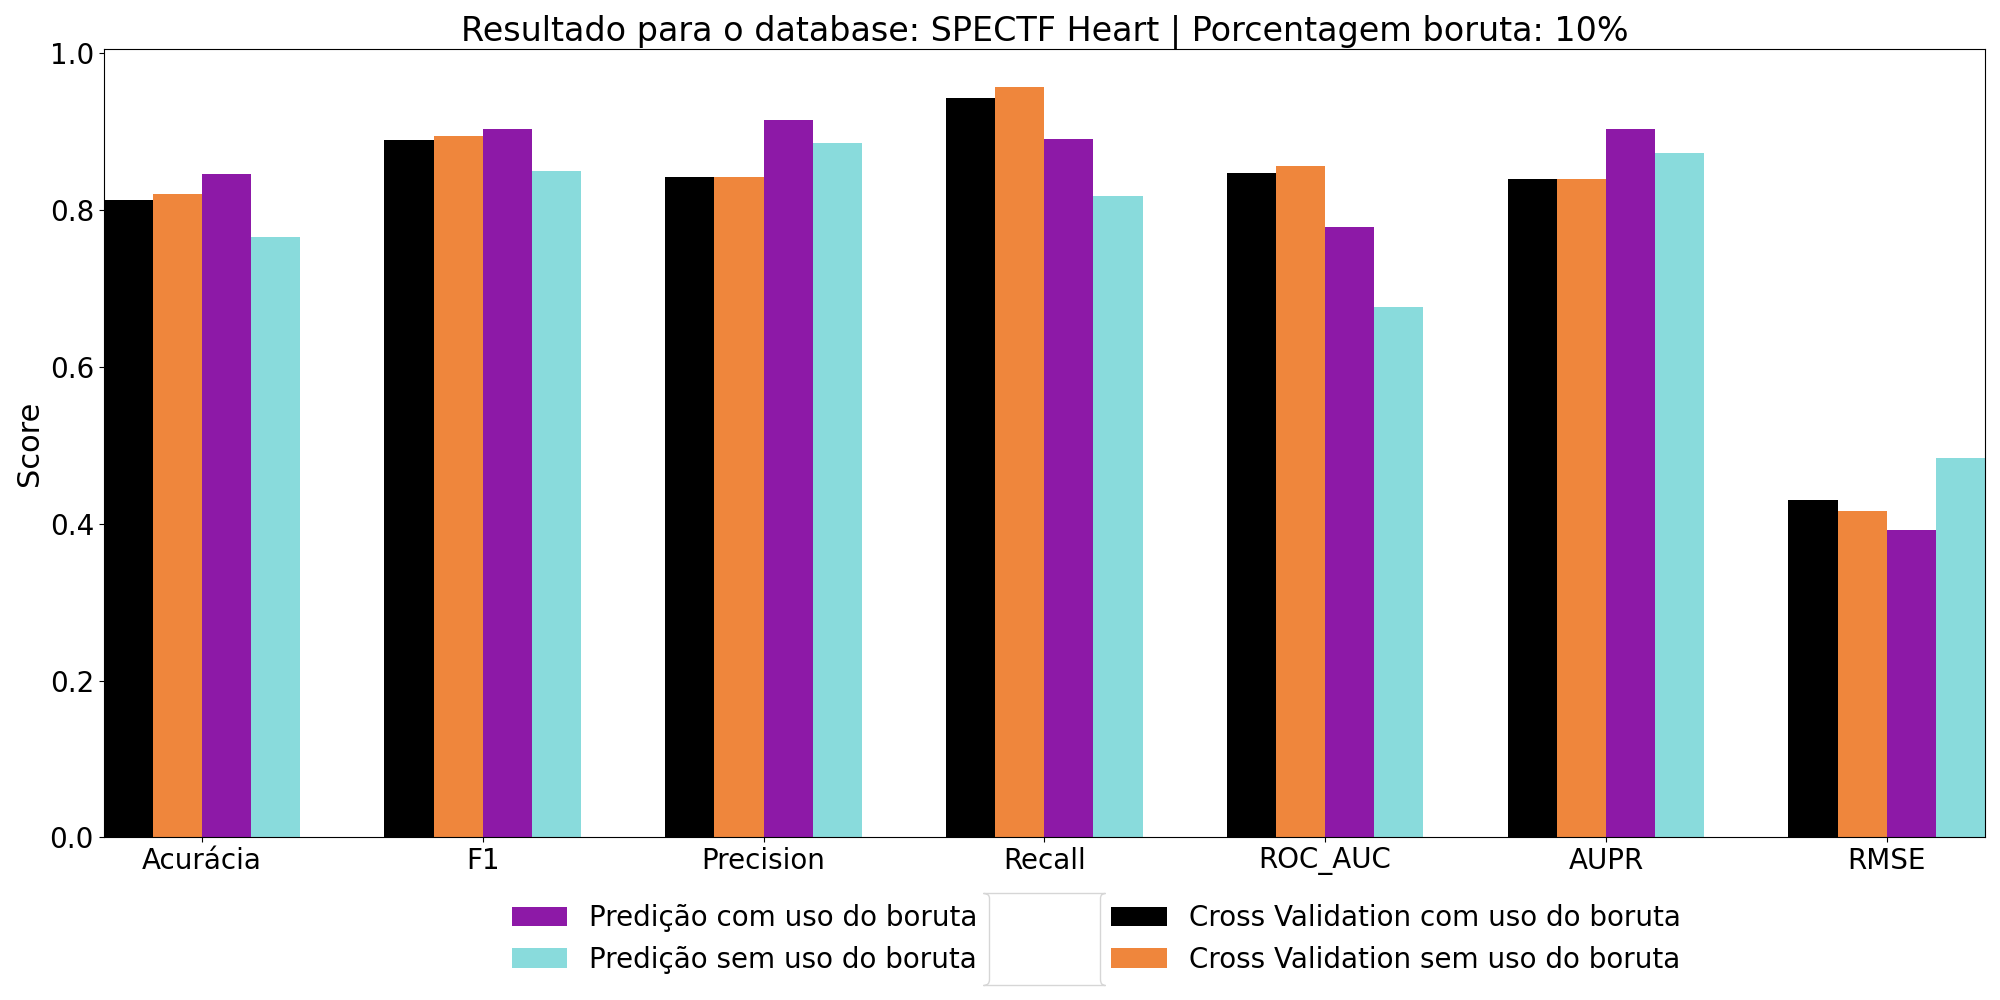 Resultado para o database: SPECTF Heart | Porcentagem boruta: 10%
1.0
0.8
0.6
0.4
0.2
0.0
Score
Acurácia
F1
Precision
Recall
ROC_AUC
AUPR
RMSE
Predição com uso do boruta
Predição sem uso do boruta
Cross Validation com uso do boruta
Cross Validation sem uso do boruta